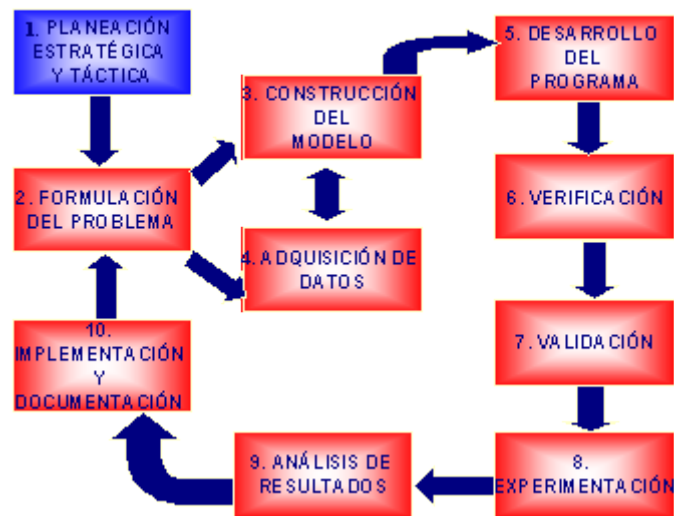 1. PLANEACIÓN
ESTRATÉGICA
Y TÁCTICA
2. FORMULACIÓN
DEL PROBLEMA
3. CONSTRUCCIÓN
DEL
MODELO
4. ADQUISICIÓN DE
DATOS
5. DESARROLLO
DEL
PROGRAMA
6. VERIFICACIÓN
7. VALIDACIÓN
8.
EXPERIMENTACIÓN
9. ANÁLISIS DE
RESULTADOS
10.
IMPLEMENTACIÓN
Y
DOCUMENTACIÓN